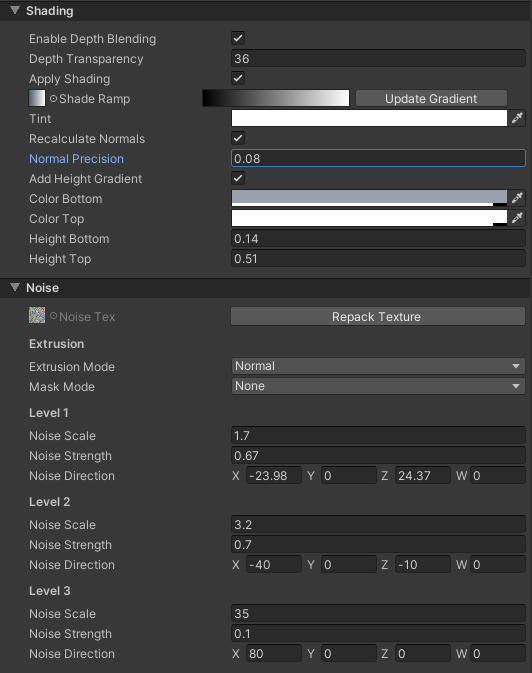 Shading
Enable Depth Blending
Depth Transparency 36
Apply Shading
Shade Ramp Update Gradient
Tint
Recalculate Normals
Normal Precision 0.08
Add Height Gradient
Color Bottom
Color Top
Height Bottom 0.14
Height Top 0.51
Noise
Noise Tex Repack Texture
Extrusion
Extrusion Mode Normal
Mask Mode None
Level 1
Noise Scale 1.7
Noise Strength 0.67
Noise Direction X -23.98 Y 0 Z 24.37 W 0
Level 2
Noise Scale 3.2
Noise Strength 0.7
Noise Direction X -40 Y 0 Z -10 W 0
Level 3
Noise Scale 35
Noise Strength 0.1
Noise Direction X 80 Y 0 Z 0 W 0